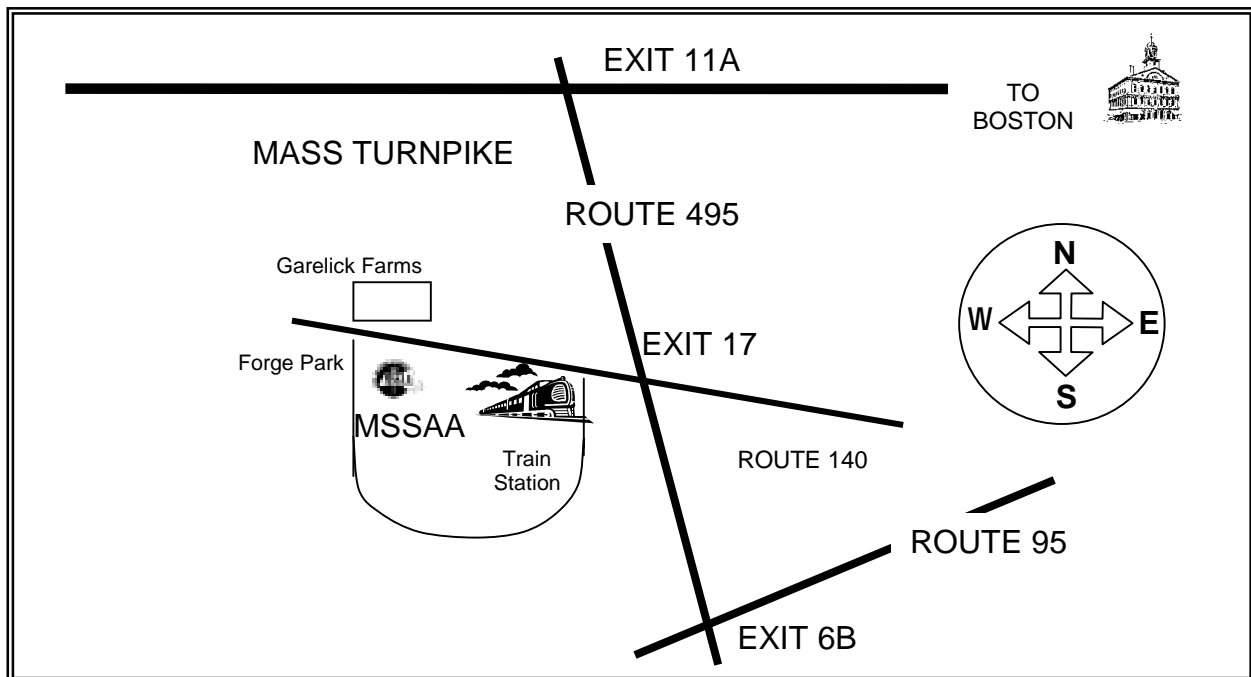 EXIT 11A
TO
BOSTON
MASS TURNPIKE
ROUTE 495
N
W
E
S
Garelick Farms
EXIT 17
Forge Park
MSSAA
Train
Station
ROUTE 140
ROUTE 95
EXIT 6B